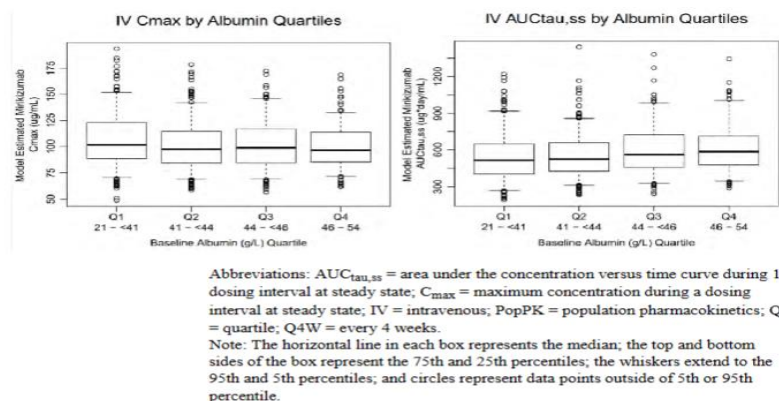 IV Cmax by Albumin Quartiles
Model Estimated Mirikizumab
Cmax (ug/mL)
175
150
125
100
75
50
Q1 Q2 Q3 Q4
21 - <41 41 - <44 44 - <46 46 - 54
Baseline Albumin (g/L) Quartile
IV AUCtau,ss by Albumin Quartiles
Model Estimated Mirikizumab
AUCtau,ss (ug*day/mL)
1200
900
600
300
Q1 Q2 Q3 Q4
21 - <41 41 - <44 44 - <46 46 - 54
Baseline Albumin (g/L) Quartile
Abbreviations: AUCtau,ss = area under the concentration versus time curve during 1
dosing interval at steady state; Cmax = maximum concentration during a dosing
interval at steady state; IV = intravenous; PopPK = population pharmacokinetics; Q
= quartile; Q4W = every 4 weeks.
Note: The horizontal line in each box represents the median; the top and bottom
sides of the box represent the 75th and 25th percentiles; the whiskers extend to the
95th and 5th percentiles; and circles represent data points outside of 5th or 95th
percentile.